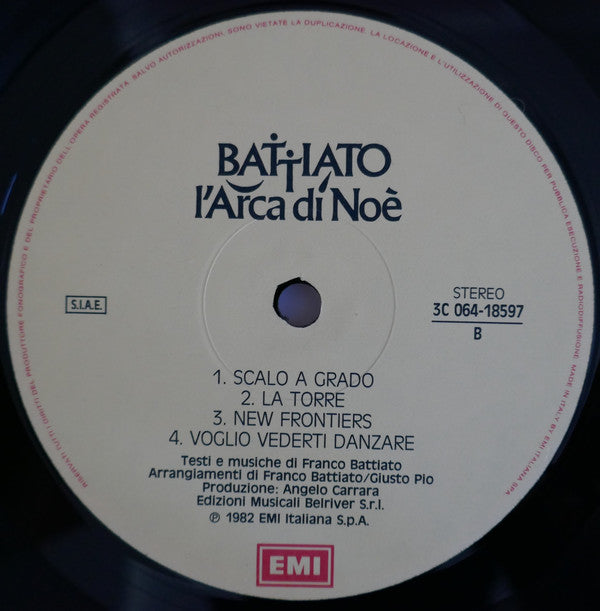 RISERVATI TUTTI I DIRITTI DEL PRODUTTORE FONOGRAFICO E DEL PROPRIETARIO DELL'OPERA REGISTRATA. SALVO AUTORIZZAZIONI, SONO VIETATE LA DUPLICAZIONE, LA LOCAZIONE E L'UTILIZZAZIONE DI QUESTO DISCO PER PUBBLICA ESECUZIONE E RADIODIFFUSIONE. MADE IN ITALY BY EMI ITALIANA SPA
BATTIATO
l'Arca di Noè
S.I.A.E.
STEREO
3C 064-18597
B
1. SCALO A GRADO
2. LA TORRE
3. NEW FRONTIERS
4. VOGLIO VEDERTI DANZARE
Testi e musiche di Franco Battiato
Arrangiamenti di Franco Battiato/Giusto Pio
Produzione: Angelo Carrara
Edizioni Musicali Belriver S.r.l.
℗ 1982 EMI Italiana S.p.A.
EMI